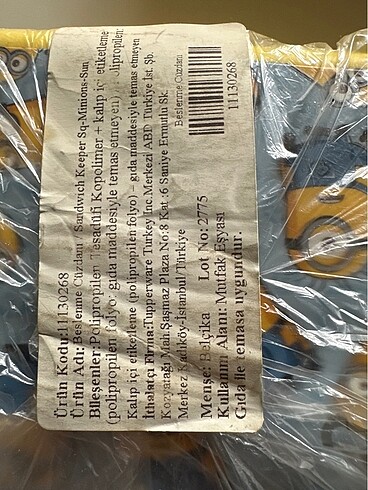 Ürün Kodu:11130268
Ürün Adı: Beslenme Cüzdanı / Sandwich Keeper Sq-Minions-Sun
Bileşenler:Polipropilen Tesadüfi Kopolimer + kalıp içi etiketleme
(polipropilen folyo): gıda maddesiyle temas etmeyen)
Kalıp içi etiketleme (polipropilen folyo) – gıda maddesiyle temas etmeyen
İthalatçı Firma:Tupperware Turkey Inc.Merkezi ABD Türkiye İst. Şb.
Kozyatağı Mah.Şaşmaz Plaza No:8 Kat :6 Saniye Ermutlu Sk.
Merkez Kadıköy-İstanbul/Türkiye
Beslenme Cüzdanı
11130268
Menşe: Belçika Lot No: 2775
Kullanım Alanı: Mutfak Eşyası
Gıda ile temasa uygundur.